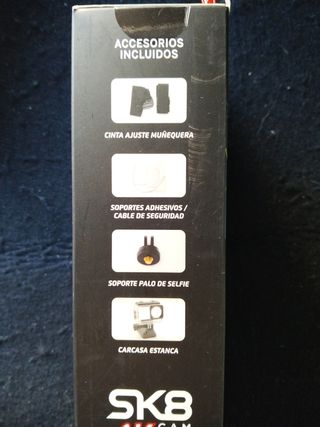 ACCESORIOS
INCLUIDOS
CINTA AJUSTE MUÑEQUERA
SOPORTES ADHESIVOS /
CABLE DE SEGURIDAD
SOPORTE PALO DE SELFIE
CARCASA ESTANCA
SK8
CAM